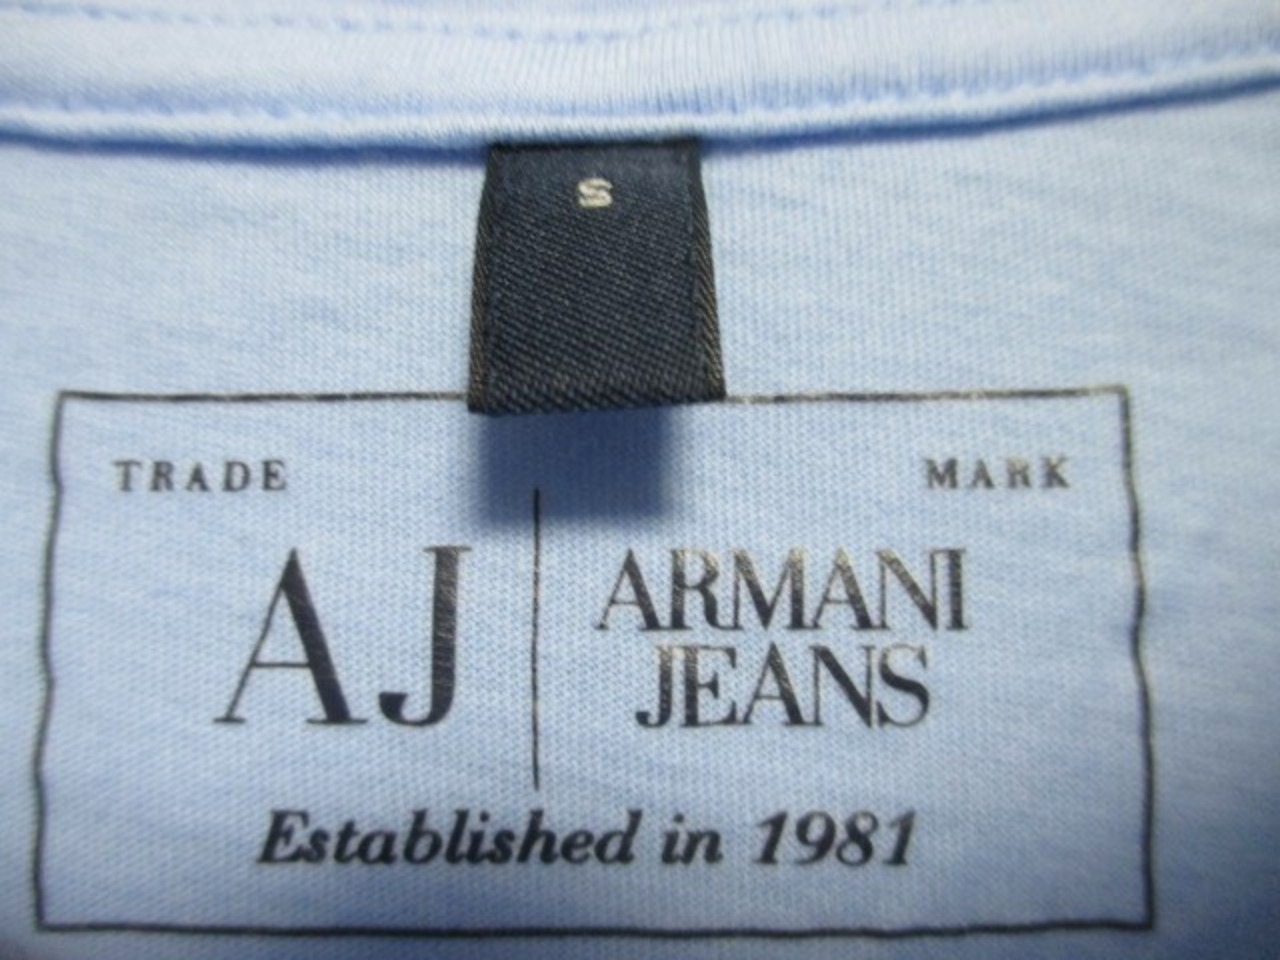 S
TRADE MARK
AJ ARMANI
JEANS
Established in 1981